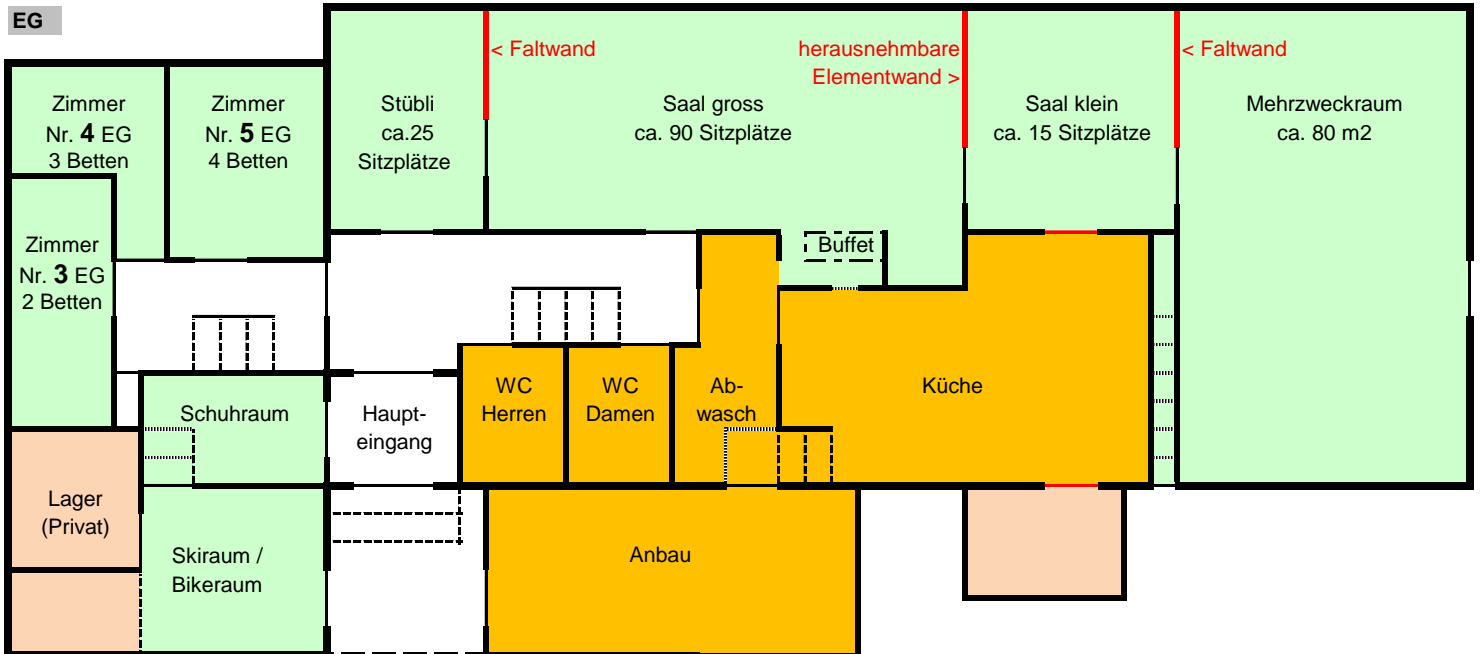 EG
< Faltwand
herausnehmbare
Elementwand >
< Faltwand
Zimmer
Nr. 4 EG
3 Betten
Zimmer
Nr. 5 EG
4 Betten
Stübli
ca.25
Sitzplätze
Saal gross
ca. 90 Sitzplätze
Saal klein
ca. 15 Sitzplätze
Mehrzweckraum
ca. 80 m2
Zimmer
Nr. 3 EG
2 Betten
Buffet
Schuhraum
Haupt-
eingang
WC
Herren
WC
Damen
Ab-
wasch
Küche
Lager
(Privat)
Skiraum /
Bikeraum
Anbau